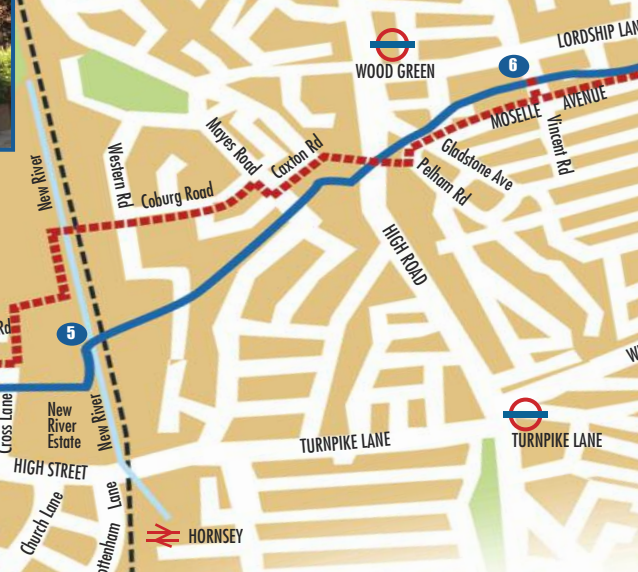 LORDSHIP LAN
6
WOOD GREEN
AVENUE
MOSELLE
Vincent Rd
Mayes Road
Caxton Rd
Gladstone Ave
Pelham Rd
Western Rd
New River
Coburg Road
HIGH ROAD
Rd
5
New
River
Estate
New River
Cross Lane
TURNPIKE LANE
TURNPIKE LANE
HIGH STREET
Church Lane
ottenham Lane
HORNSEY